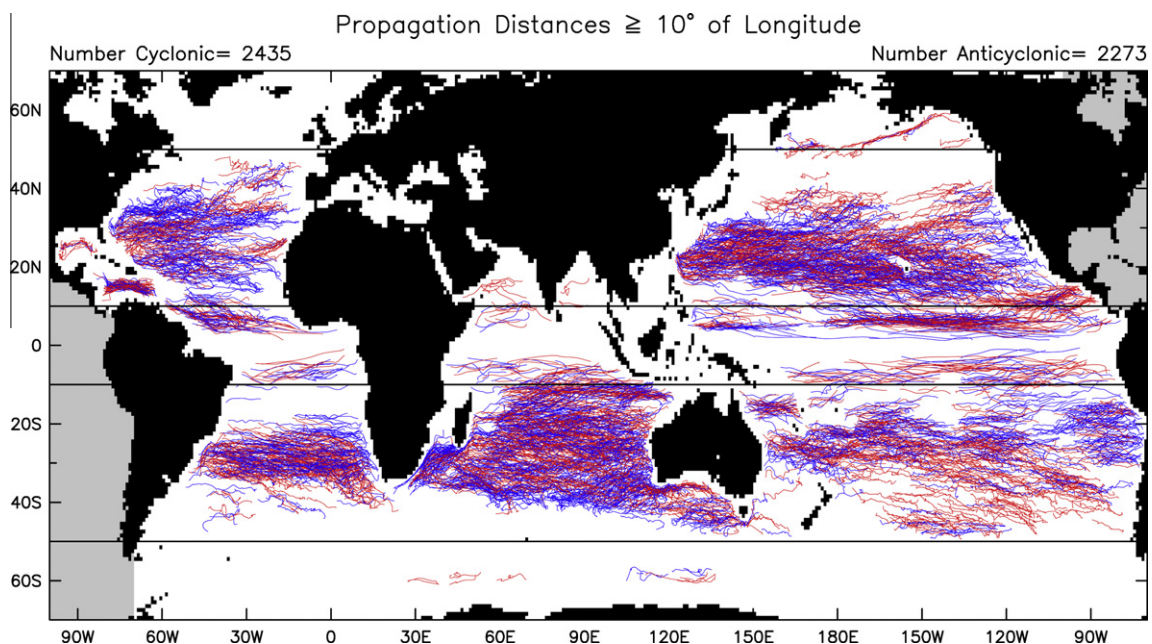 Propagation Distances ≧ 10° of Longitude
Number Cyclonic= 2435
Number Anticyclonic= 2273
60N
40N
20N
0
20S
40S
60S
90W 60W 30W 0 30E 60E 90E 120E 150E 180E 150W 120W 90W